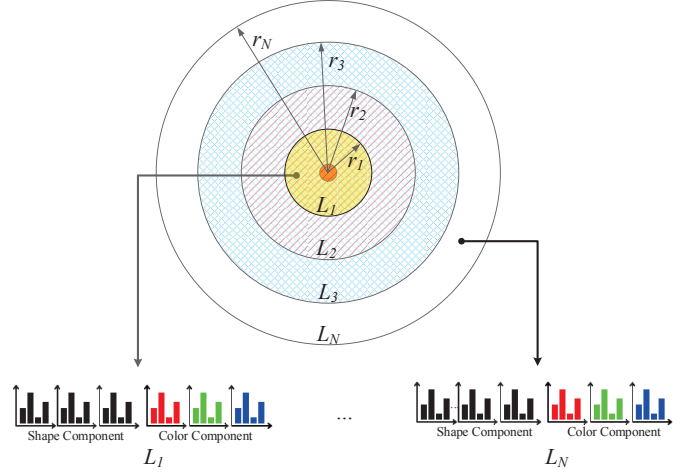 r_N
r_3
r_2
r_1
L_1
L_2
L_3
L_N
...
Shape Component Color Component
...
Shape Component Color Component
L_1
L_N